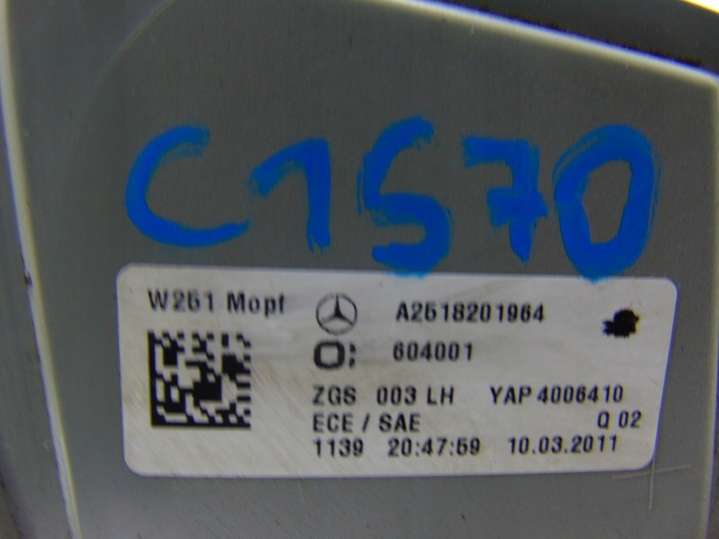 C1570
W251 Mopf A2518201964
604001
ZGS 003 LH YAP 4006410
ECE / SAE Q 02
1139 20:47:59 10.03.2011